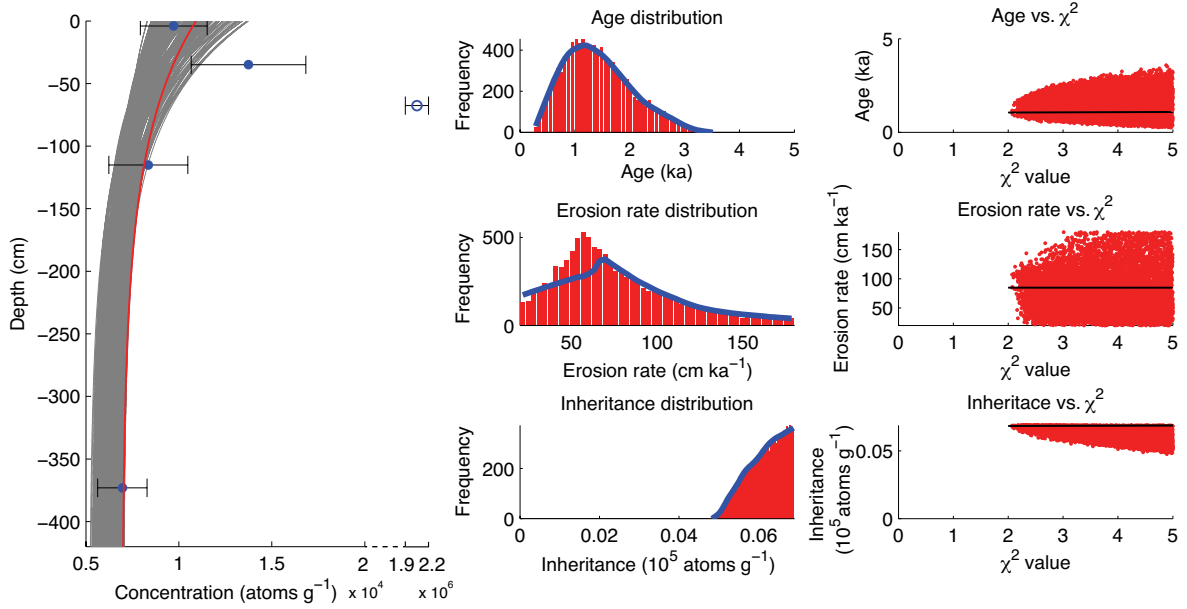 0
−50
−100
−150
−200
−250
−300
−350
−400
Depth (cm)
0.5 1 1.5 2 1.9 2.2
Concentration (atoms g⁻¹) x 10⁴ x 10⁶
Age distribution
400
200
0
Frequency
0 1 2 3 4 5
Age (ka)
Erosion rate distribution
500
0
Frequency
50 100 150
Erosion rate (cm ka⁻¹)
Inheritance distribution
200
0
Frequency
0 0.02 0.04 0.06
Inheritance (10⁵ atoms g⁻¹)
Age vs. χ²
5
0
Age (ka)
0 1 2 3 4 5
χ² value
Erosion rate vs. χ²
150
100
50
Erosion rate (cm ka⁻¹)
0 1 2 3 4 5
χ² value
Inheritace vs. χ²
0.05
0
Inheritance
(10⁵ atoms g⁻¹)
0 1 2 3 4 5
χ² value